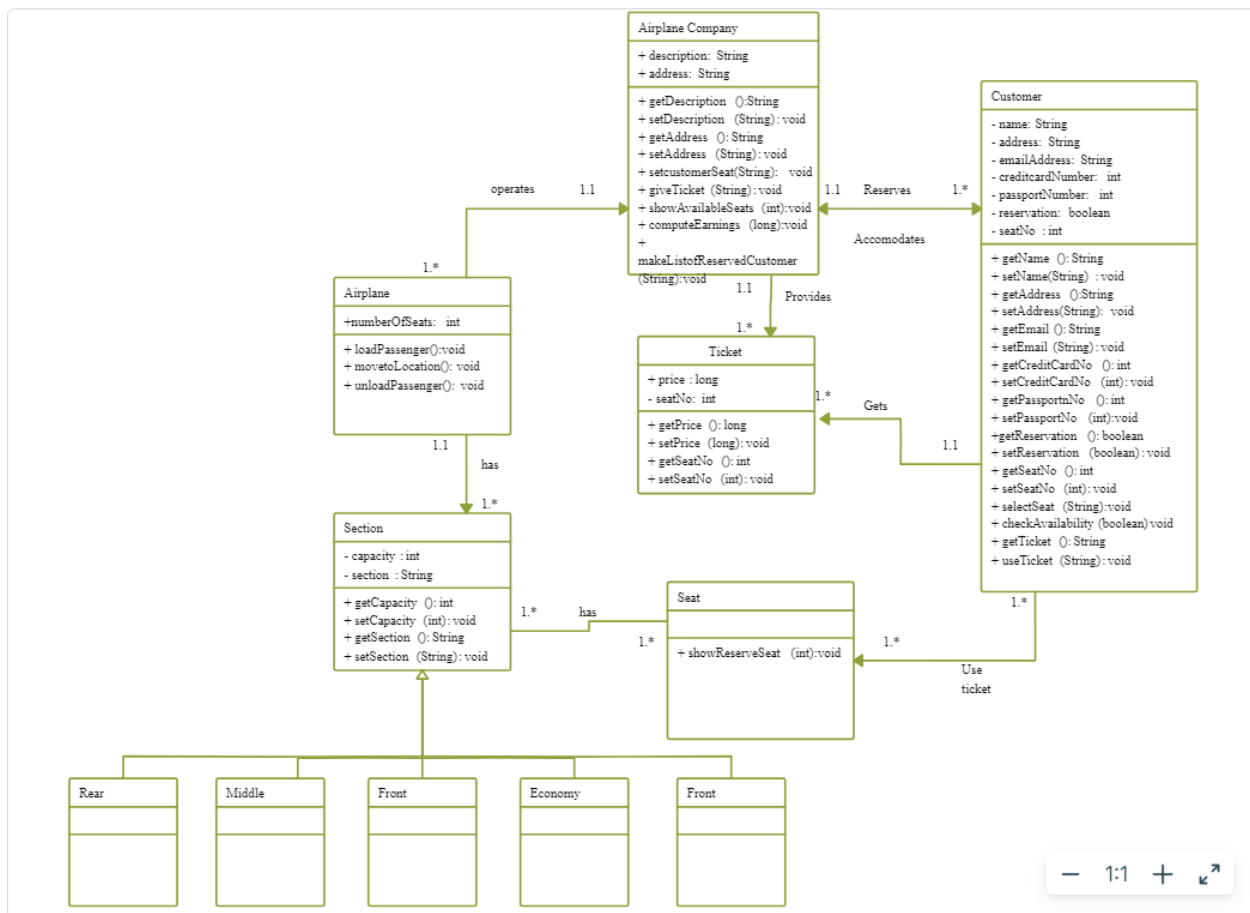 Airplane Company
+ description: String
+ address: String
+ getDescription ():String
+ setDescription (String): void
+ getAddress (): String
+ setAddress (String): void
+ setcustomerSeat(String): void
+ giveTicket (String): void
+ showAvailableSeats (int):void
+ computeEarnings (long):void
+
makeListofReservedCustomer
(String):void
Customer
- name: String
- address: String
- emailAddress: String
- creditcardNumber: int
- passportNumber: int
- reservation: boolean
- seatNo : int
+ getName (): String
+ setName(String) : void
+ getAddress ():String
+ setAddress(String): void
+ getEmail (): String
+ setEmail (String): void
+ getCreditCardNo (): int
+ setCreditCardNo (int): void
+ getPassportnNo (): int
+ setPassportNo (int):void
+getReservation (): boolean
+ setReservation (boolean): void
+ getSeatNo (): int
+ setSeatNo (int): void
+ selectSeat (String):void
+ checkAvailability (boolean) void
+ getTicket (): String
+ useTicket (String): void
operates
1.1
1.*
1.1
Reserves
1.*
Accomodates
Airplane
+numberOfSeats: int
+ loadPassenger():void
+ movetoLocation(): void
+ unloadPassenger(): void
1.1
Provides
1.*
Ticket
+ price : long
- seatNo: int
+ getPrice (): long
+ setPrice (long): void
+ getSeatNo (): int
+ setSeatNo (int): void
1.*
Gets
1.1
1.1
has
1.*
Section
- capacity : int
- section : String
+ getCapacity (): int
+ setCapacity (int): void
+ getSection (): String
+ setSection (String): void
1.*
has
1.*
Seat
+ showReserveSeat (int):void
1.*
1.*
Use
ticket
Rear
Middle
Front
Economy
Front
1:1